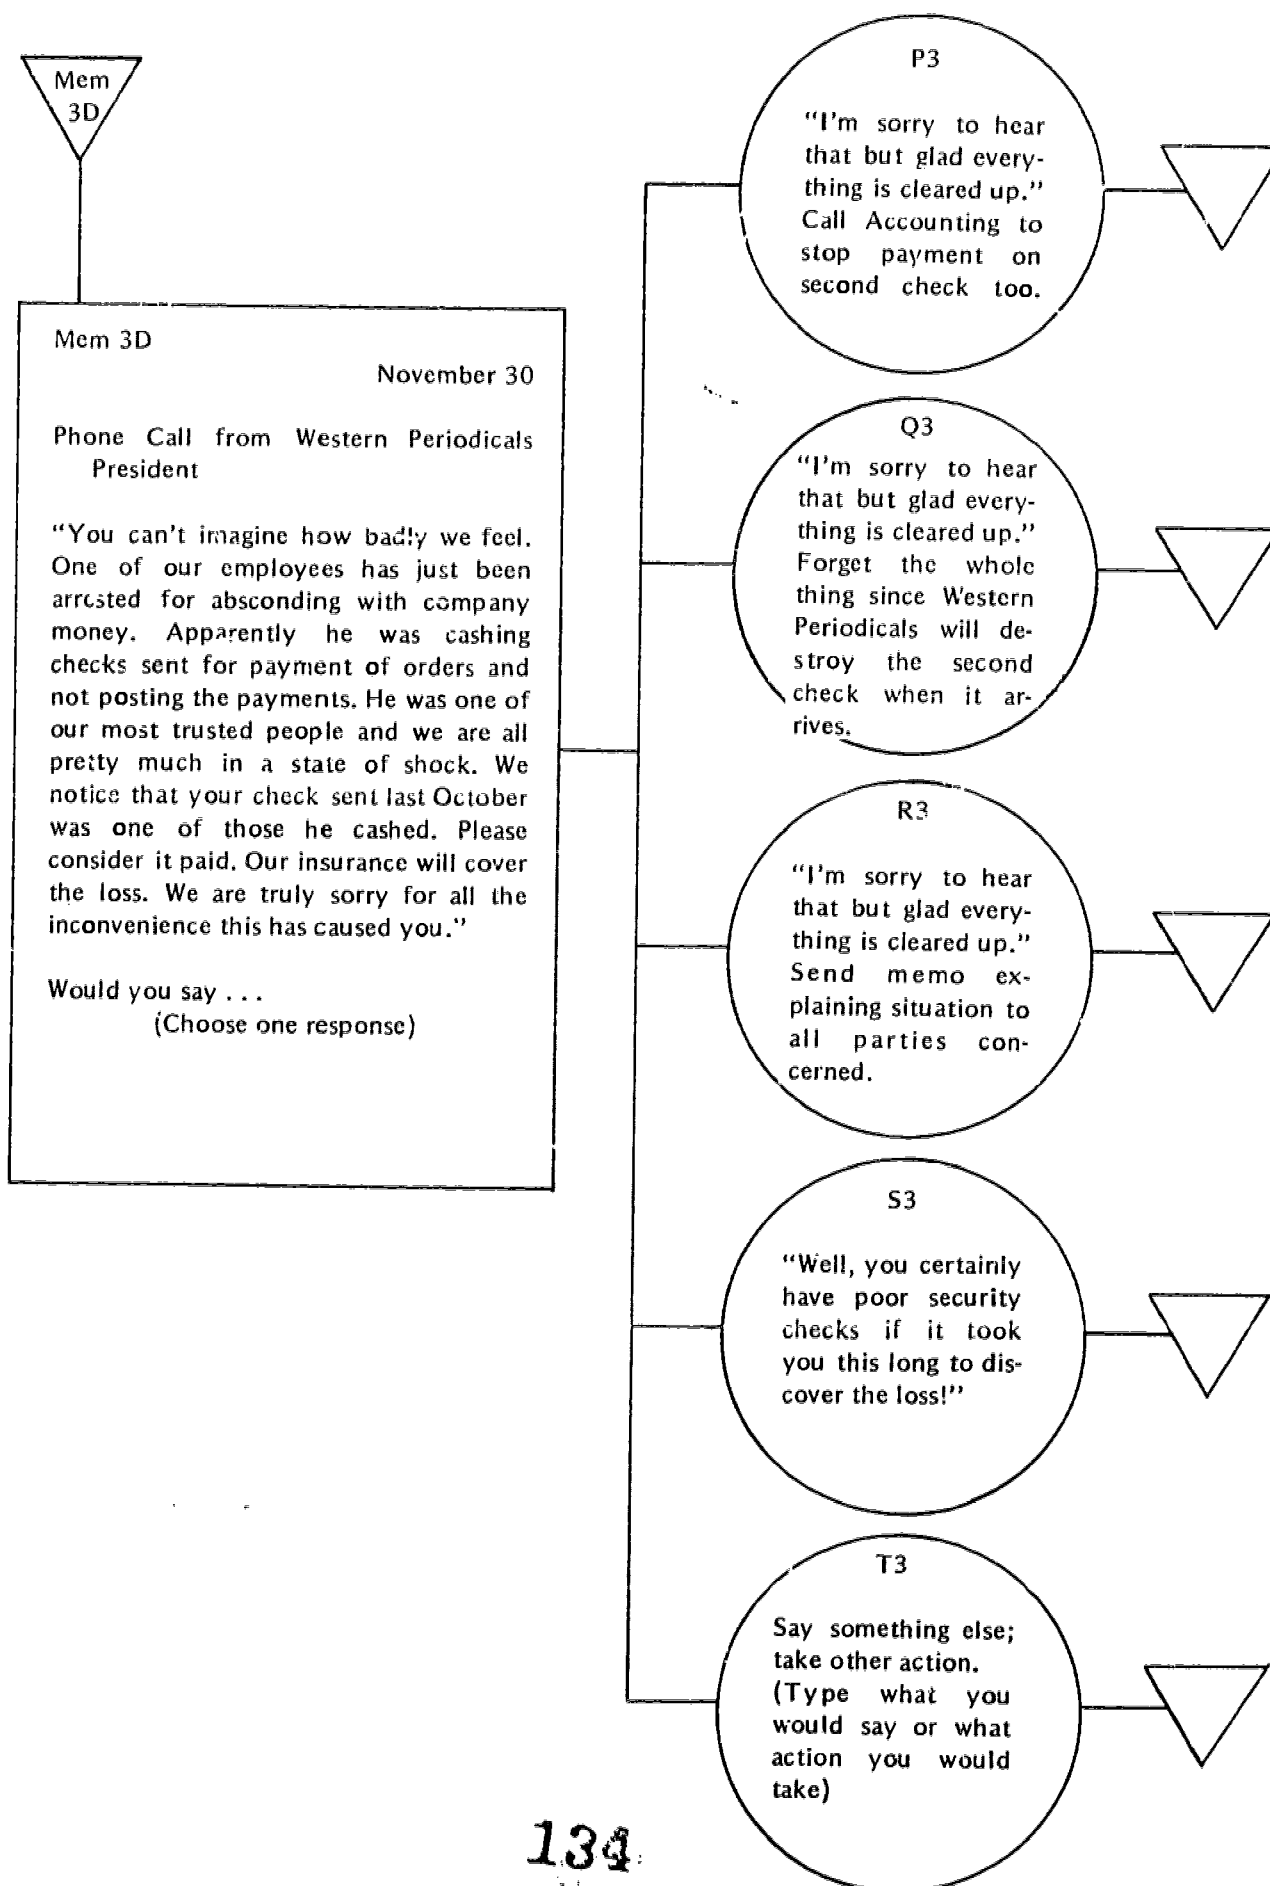 Mem
3D
Mem 3D
November 30
Phone Call from Western Periodicals
President
“You can't imagine how badly we feel.
One of our employees has just been
arrested for absconding with company
money. Apparently he was cashing
checks sent for payment of orders and
not posting the payments. He was one of
our most trusted people and we are all
pretty much in a state of shock. We
notice that your check sent last October
was one of those he cashed. Please
consider it paid. Our insurance will cover
the loss. We are truly sorry for all the
inconvenience this has caused you.”
Would you say ...
(Choose one response)
P3
“I'm sorry to hear
that but glad every-
thing is cleared up.”
Call Accounting to
stop payment on
second check too.
Q3
“I'm sorry to hear
that but glad every-
thing is cleared up.”
Forget the whole
thing since Western
Periodicals will de-
stroy the second
check when it ar-
rives.
R3
“I'm sorry to hear
that but glad every-
thing is cleared up.”
Send memo ex-
plaining situation to
all parties con-
cerned.
S3
“Well, you certainly
have poor security
checks if it took
you this long to dis-
cover the loss!”
T3
Say something else;
take other action.
(Type what you
would say or what
action you would
take)
134